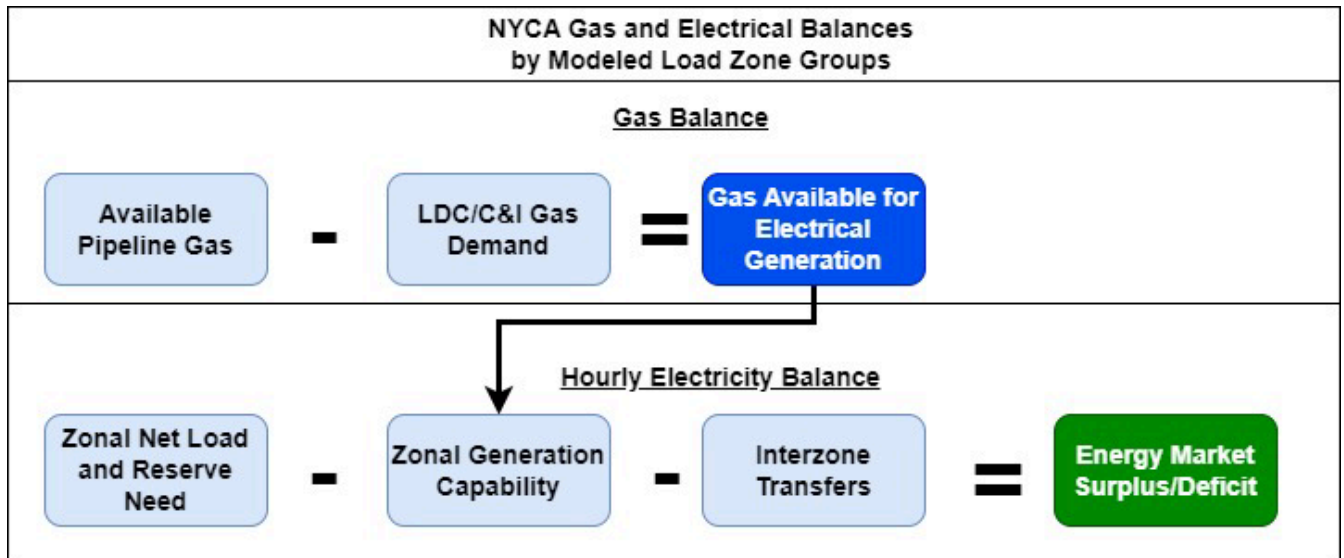 NYCA Gas and Electrical Balances
by Modeled Load Zone Groups
Gas Balance
Available
Pipeline Gas
-
LDC/C&I Gas
Demand
=
Gas Available for
Electrical
Generation
Hourly Electricity Balance
Zonal Net Load
and Reserve
Need
-
Zonal Generation
Capability
-
Interzone
Transfers
=
Energy Market
Surplus/Deficit